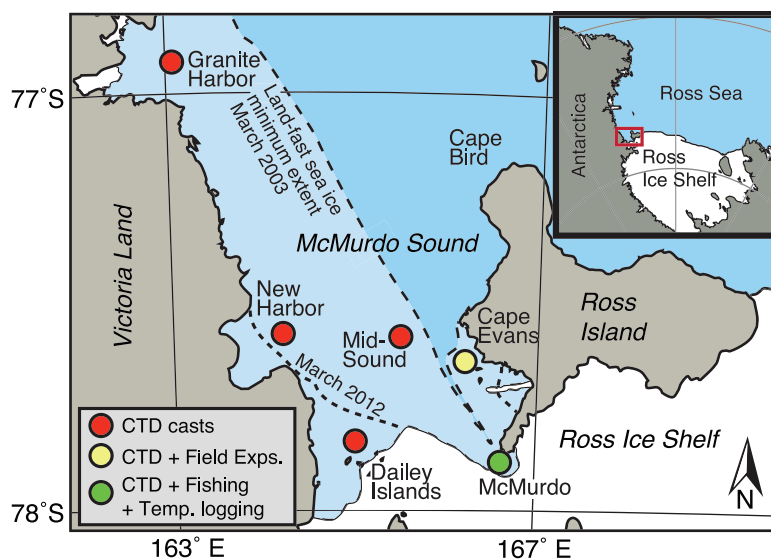 Granite
Harbor
77°S
Land-fast sea ice
minimum extent
March 2003
Cape
Bird
Antarctica
Ross Sea
Ross
Ice Shelf
McMurdo Sound
Victoria Land
New
Harbor
Mid-
Sound
Cape
Evans
Ross
Island
March 2012
CTD casts
CTD + Field Exps.
CTD + Fishing
+ Temp. logging
Dailey
Islands
McMurdo
Ross Ice Shelf
N
78°S
163° E
167° E